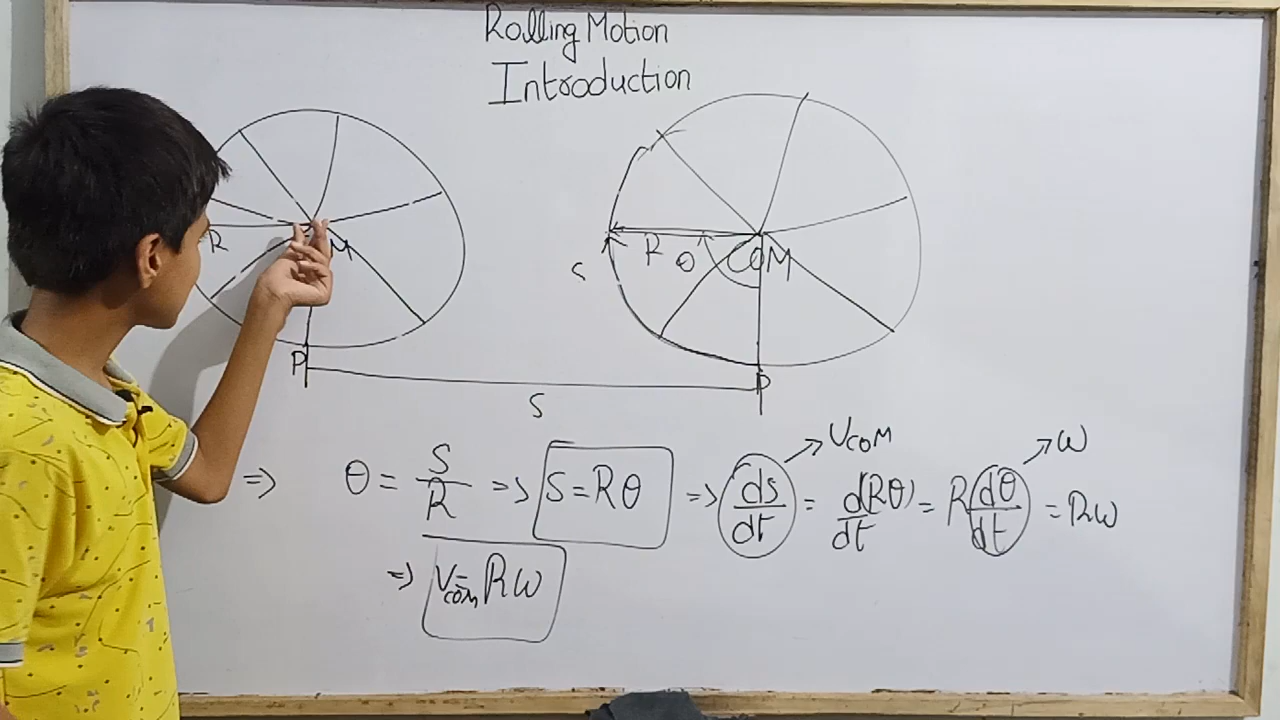 Rolling Motion
Introduction
R
M
P
R θ COM
S
P
S
⇒ θ = S/R ⇒ S = Rθ ⇒ ds/dt = d(Rθ)/dt = R dθ/dt = Rω
→ VCOM
→ ω
⇒ Vcom = Rω